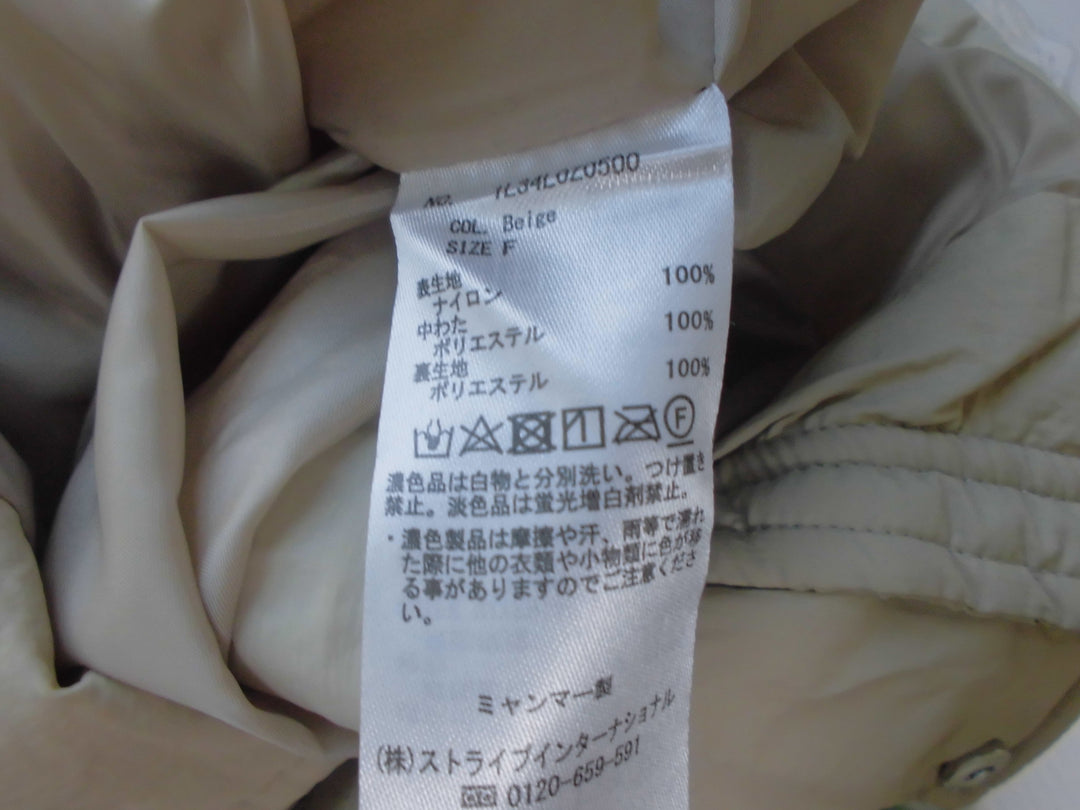 NO. 1L34L0Z0500
COL. Beige
SIZE F
表生地
ナイロン 100%
中わた
ポリエステル 100%
裏生地
ポリエステル 100%
F
濃色品は白物と分別洗い。つけ置き
禁止。淡色品は蛍光増白剤禁止。
・濃色製品は摩擦や汗、雨等で濡れ
た際に他の衣類や小物類に色が移
る事がありますのでご注意くださ
い。
ミャンマー製
(株)ストライプインターナショナル
0120-659-591